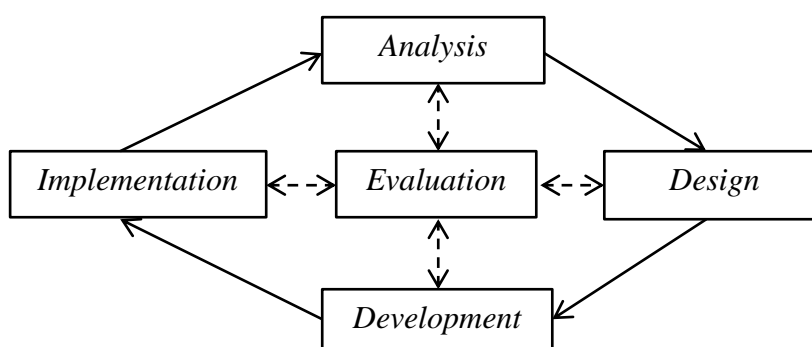 Analysis
Implementation
Evaluation
Design
Development